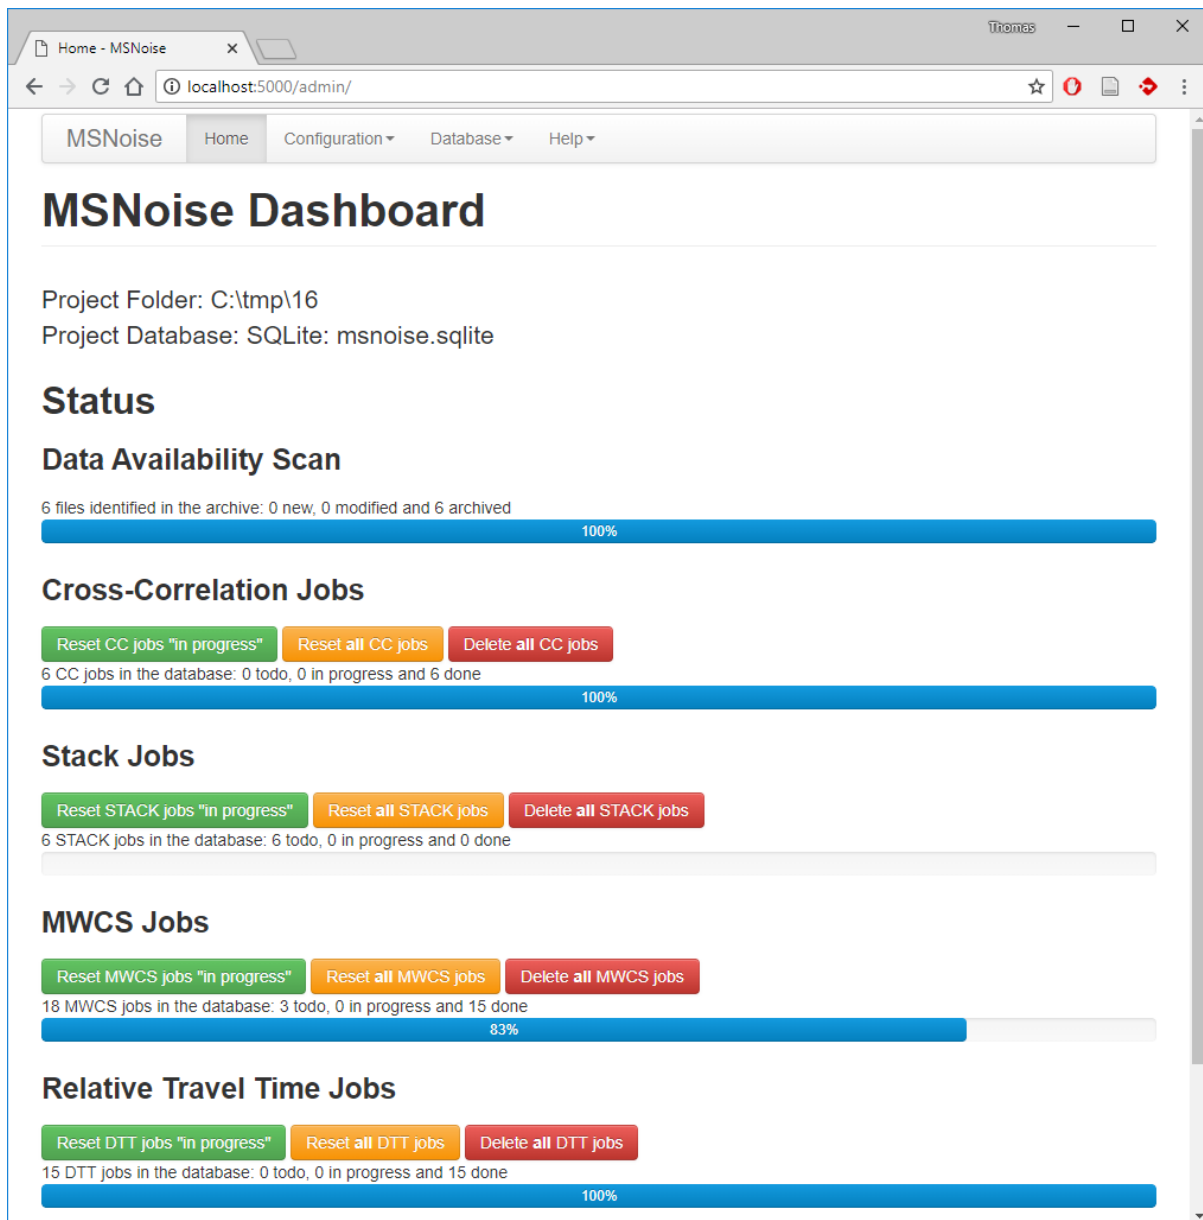 Thomas
Home - MSNoise
localhost:5000/admin/
MSNoise Home Configuration Database Help
MSNoise Dashboard
Project Folder: C:\tmp\16
Project Database: SQLite: msnoise.sqlite
Status
Data Availability Scan
6 files identified in the archive: 0 new, 0 modified and 6 archived
100%
Cross-Correlation Jobs
Reset CC jobs "in progress" Reset all CC jobs Delete all CC jobs
6 CC jobs in the database: 0 todo, 0 in progress and 6 done
100%
Stack Jobs
Reset STACK jobs "in progress" Reset all STACK jobs Delete all STACK jobs
6 STACK jobs in the database: 6 todo, 0 in progress and 0 done
MWCS Jobs
Reset MWCS jobs "in progress" Reset all MWCS jobs Delete all MWCS jobs
18 MWCS jobs in the database: 3 todo, 0 in progress and 15 done
83%
Relative Travel Time Jobs
Reset DTT jobs "in progress" Reset all DTT jobs Delete all DTT jobs
15 DTT jobs in the database: 0 todo, 0 in progress and 15 done
100%